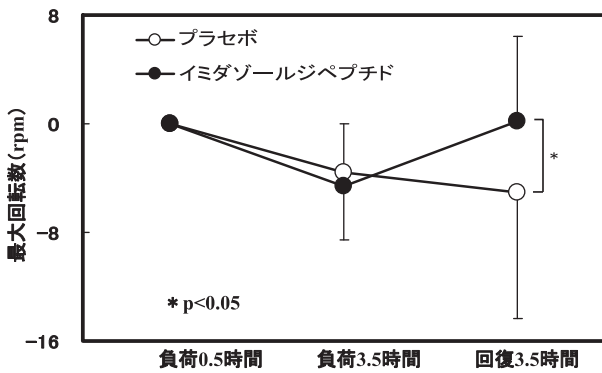 8
プラセボ
イミダゾールジペプチド
0
最大回転数(rpm)
*
-8
* p<0.05
-16
負荷0.5時間 負荷3.5時間 回復3.5時間